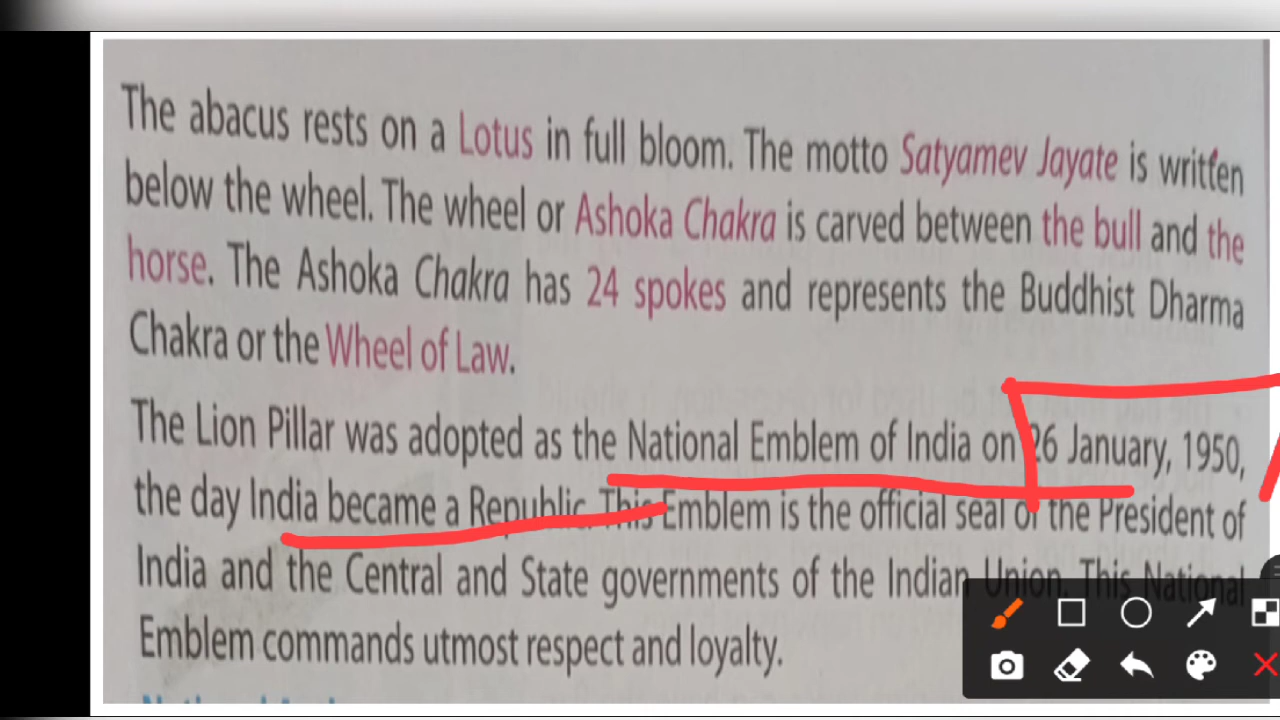 The abacus rests on a Lotus in full bloom. The motto Satyamev Jayate is written
below the wheel. The wheel or Ashoka Chakra is carved between the bull and the
horse. The Ashoka Chakra has 24 spokes and represents the Buddhist Dharma
Chakra or the Wheel of Law.
The Lion Pillar was adopted as the National Emblem of India on 26 January, 1950,
the day India became a Republic. This Emblem is the official seal of the President of
India and the Central and State governments of the Indian Union. This National
Emblem commands utmost respect and loyalty.